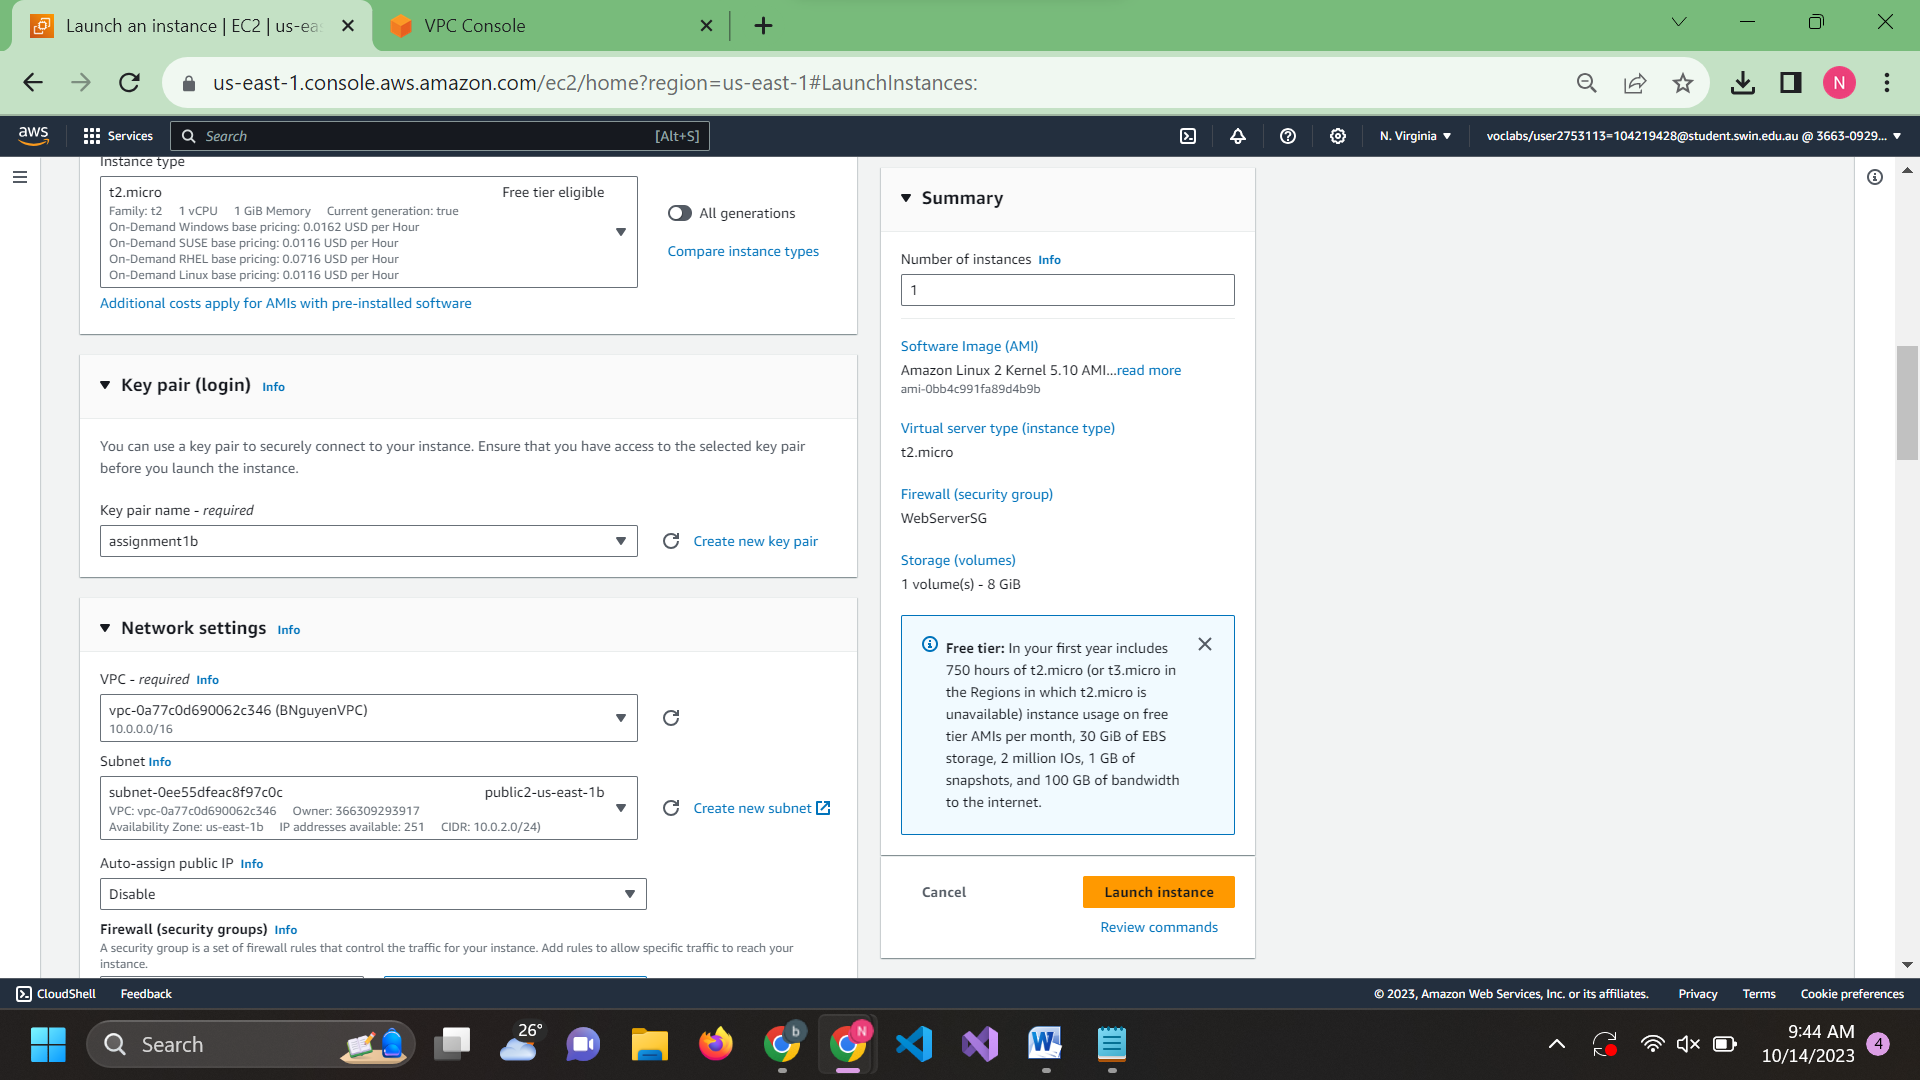 Launch an instance | EC2 | us-eas
VPC Console
us-east-1.console.aws.amazon.com/ec2/home?region=us-east-1#LaunchInstances:
N
aws
Services
Search
[Alt+S]
N. Virginia
voclabs/user2753113=104219428@student.swin.edu.au @ 3663-0929...
Instance type
t2.micro
Free tier eligible
Family: t2 1 vCPU 1 GiB Memory Current generation: true
On-Demand Windows base pricing: 0.0162 USD per Hour
On-Demand SUSE base pricing: 0.0116 USD per Hour
On-Demand RHEL base pricing: 0.0716 USD per Hour
On-Demand Linux base pricing: 0.0116 USD per Hour
All generations
Compare instance types
Additional costs apply for AMIs with pre-installed software
Key pair (login) Info
You can use a key pair to securely connect to your instance. Ensure that you have access to the selected key pair
before you launch the instance.
Key pair name - required
assignment1b
Create new key pair
Network settings Info
VPC - required Info
vpc-0a77c0d690062c346 (BNguyenVPC)
10.0.0.0/16
Subnet Info
subnet-0ee55dfeac8f97c0c
public2-us-east-1b
VPC: vpc-0a77c0d690062c346 Owner: 366309293917
Availability Zone: us-east-1b IP addresses available: 251 CIDR: 10.0.2.0/24)
Create new subnet
Auto-assign public IP Info
Disable
Firewall (security groups) Info
A security group is a set of firewall rules that control the traffic for your instance. Add rules to allow specific traffic to reach your
instance.
Summary
Number of instances Info
1
Software Image (AMI)
Amazon Linux 2 Kernel 5.10 AMI...read more
ami-0bb4c991fa89d4b9b
Virtual server type (instance type)
t2.micro
Firewall (security group)
WebServerSG
Storage (volumes)
1 volume(s) - 8 GiB
Free tier: In your first year includes
750 hours of t2.micro (or t3.micro in
the Regions in which t2.micro is
unavailable) instance usage on free
tier AMIs per month, 30 GiB of EBS
storage, 2 million IOs, 1 GB of
snapshots, and 100 GB of bandwidth
to the internet.
Cancel
Launch instance
Review commands
CloudShell
Feedback
© 2023, Amazon Web Services, Inc. or its affiliates.
Privacy
Terms
Cookie preferences
Search
26°
b
N
9:44 AM
10/14/2023
4